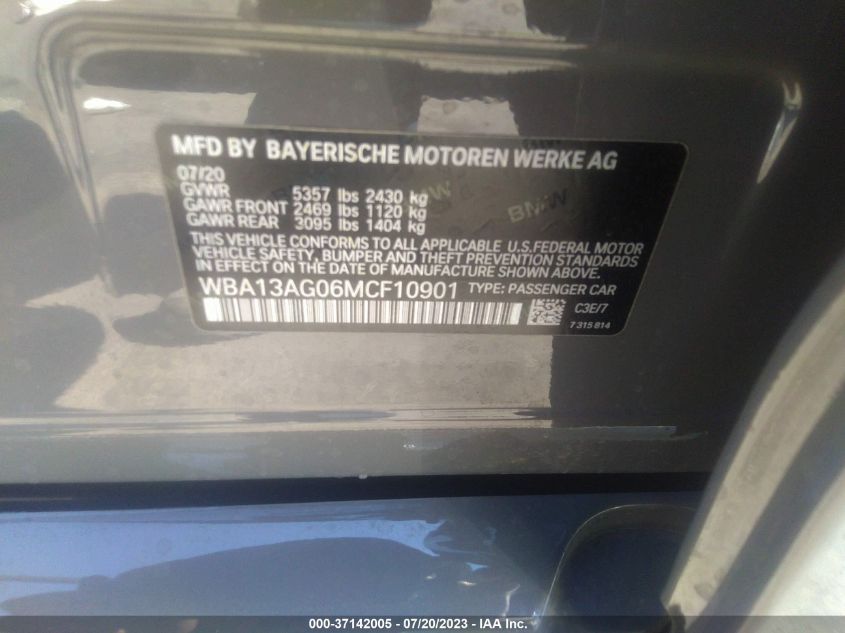 MFD BY BAYERISCHE MOTOREN WERKE AG
07/20
GVWR 5357 lbs 2430 kg
GAWR FRONT 2469 lbs 1120 kg
GAWR REAR 3095 lbs 1404 kg
THIS VEHICLE CONFORMS TO ALL APPLICABLE U.S.FEDERAL MOTOR
VEHICLE SAFETY, BUMPER AND THEFT PREVENTION STANDARDS
IN EFFECT ON THE DATE OF MANUFACTURE SHOWN ABOVE.
WBA13AG06MCF10901 TYPE: PASSENGER CAR
C3E/7
7 315 814
BMW
000-37142005 - 07/20/2023 - IAA Inc.